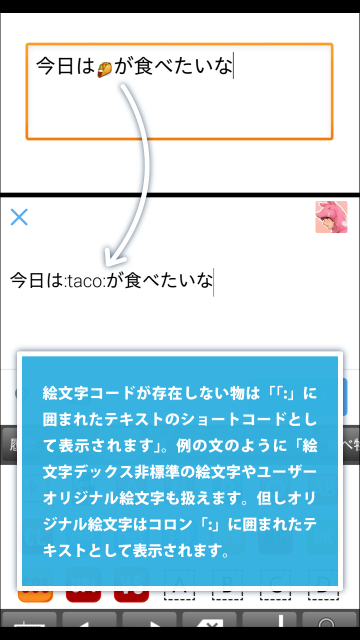 今日は🌮が食べたいな
今日は:taco:が食べたいな
絵文字コードが存在しない物は「「:」に
囲まれたテキストのショートコードとし
て表示されます」。例の文のように「絵
文字デックス非標準の絵文字やユーザー
オリジナル絵文字も扱えます。但しオリ
ジナル絵文字はコロン「:」に囲まれたテ
キストとして表示されます。
A B C D